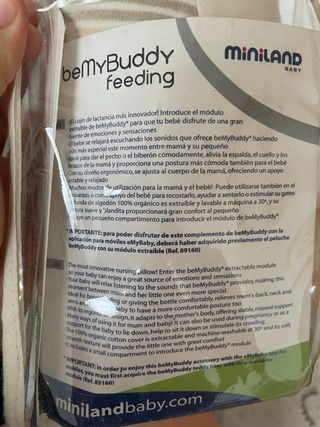 beMyBuddy
feeding
miniLAND
BABY
¡El cojín de lactancia más innovador! Introduce el módulo
extraíble de beMyBuddy® para que tu bebé disfrute de una gran
fuente de emociones y sensaciones
El bebé se relajará escuchando los sonidos que ofrece beMyBuddy® haciendo
aún más especial este momento entre mamá y su pequeño
Ideal para dar el pecho o el biberón cómodamente, alivia la espalda, el cuello y los
brazos de la mamá y proporciona una postura más cómoda también para el bebé
Con su diseño ergonómico, se ajusta al cuerpo de la mamá, ofreciendo un apoyo
estable y relajado
Muchos modos de utilización para la mamá y el bebé! Puede utilizarse también en el
embarazo, o como apoyo del bebé para recostarlo, ayudar a sentarlo o estimular su gateo
funda de algodón 100% orgánico es extraíble y lavable a máquina a 30º, y su
textura suave y blandita proporcionará gran confort al pequeño
un pequeño compartimento para introducir el módulo de beMyBuddy®
IMPORTANTE: para poder disfrutar de este complemento de beMyBuddy con la
aplicación para móviles eMyBaby, deberá haber adquirido previamente el peluche
beMyBuddy con su módulo extraíble (Ref. 89160)
The most innovative nursing pillow! Enter the beMyBuddy® extractable module
so your baby can enjoy a great source of emotions and sensations
Your baby will relax listening to the sounds that beMyBuddy® provides, making this
moment between mum and her little one even more special
Ideal for breastfeeding or giving the bottle comfortably, relieves mum's back, neck and
arms and helps baby to have a more comfortable posture too
With its ergonomic design, it adapts to the mother's body, offering stable, relaxed support
Many ways of using it for mum and baby! It can also be used during pregnancy or as a
support for the baby to lie down, help to sit it down or stimulate its crawling
The 100% organic cotton cover is extractable and machine-washable at 30º and its soft,
smooth texture will provide the little one with great comfort
It includes a small compartment to introduce the beMyBuddy® module
IMPORTANT: In order to enjoy this beMyBuddy accessory with the eMyBaby App for
mobiles, you must first acquire the beMyBuddy teddy bear with its extractable
module (Ref. 89160)
minilandbaby.com